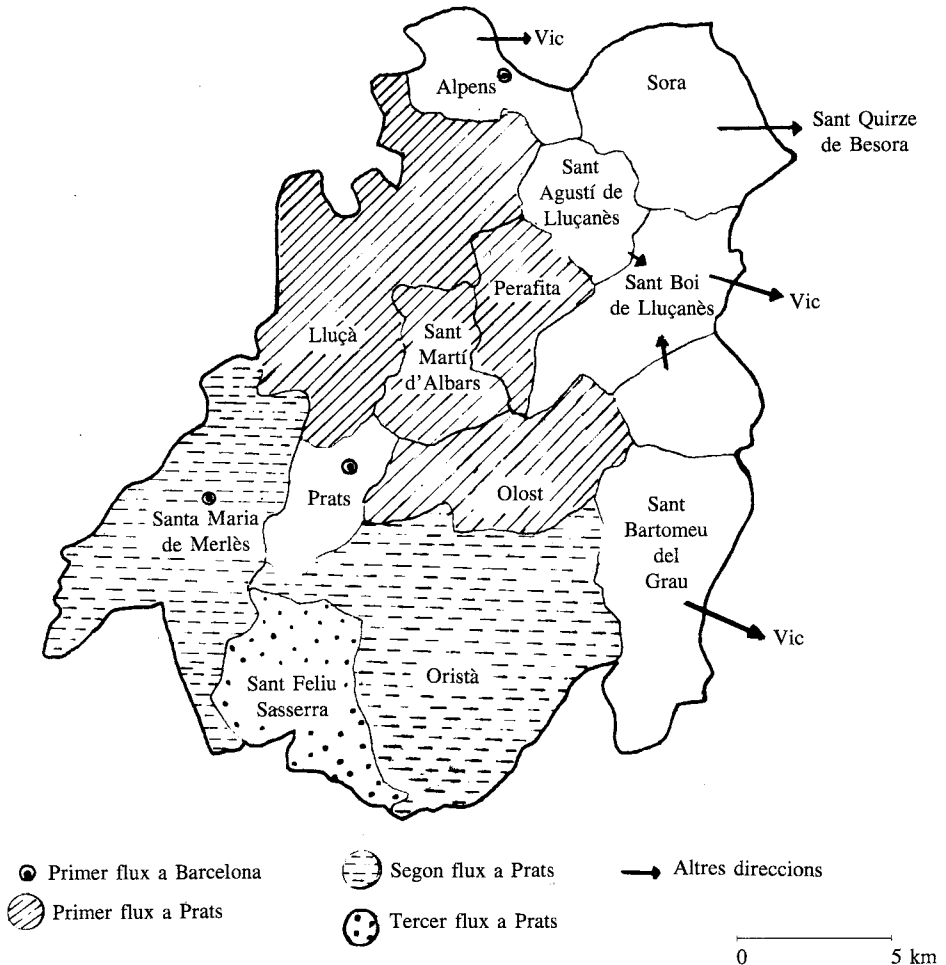 Vic
Alpens
Sora
Sant Quirze
de Besora
Sant
Agustí de
Lluçanès
Perafita
Sant Boi
de Lluçanès
Vic
Lluçà
Sant
Martí
d'Albars
Prats
Olost
Santa Maria
de Merlès
Sant
Bartomeu
del
Grau
Vic
Oristà
Sant Feliu
Sasserra
Primer flux a Barcelona
Segon flux a Prats
Altres direccions
Primer flux a Prats
Tercer flux a Prats
0 5 km